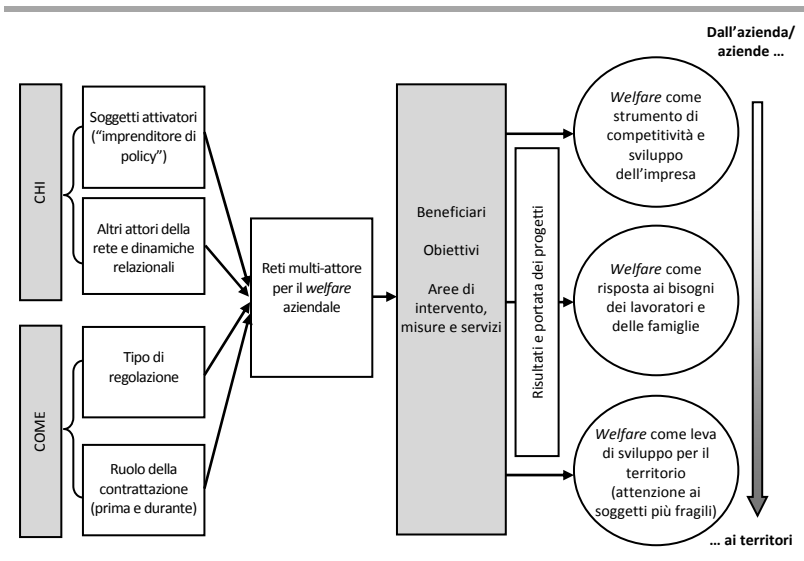 Dall’azienda/
aziende …
CHI
Soggetti attivatori
(“imprenditore di
policy”)
Altri attori della
rete e dinamiche
relazionali
COME
Tipo di
regolazione
Ruolo della
contrattazione
(prima e durante)
Reti multi-attore
per il welfare
aziendale
Beneficiari
Obiettivi
Aree di
intervento,
misure e servizi
Risultati e portata dei progetti
Welfare come
strumento di
competitività e
sviluppo
dell’impresa
Welfare come
risposta ai bisogni
dei lavoratori e
delle famiglie
Welfare come leva
di sviluppo per il
territorio
(attenzione ai
soggetti più fragili)
… ai territori